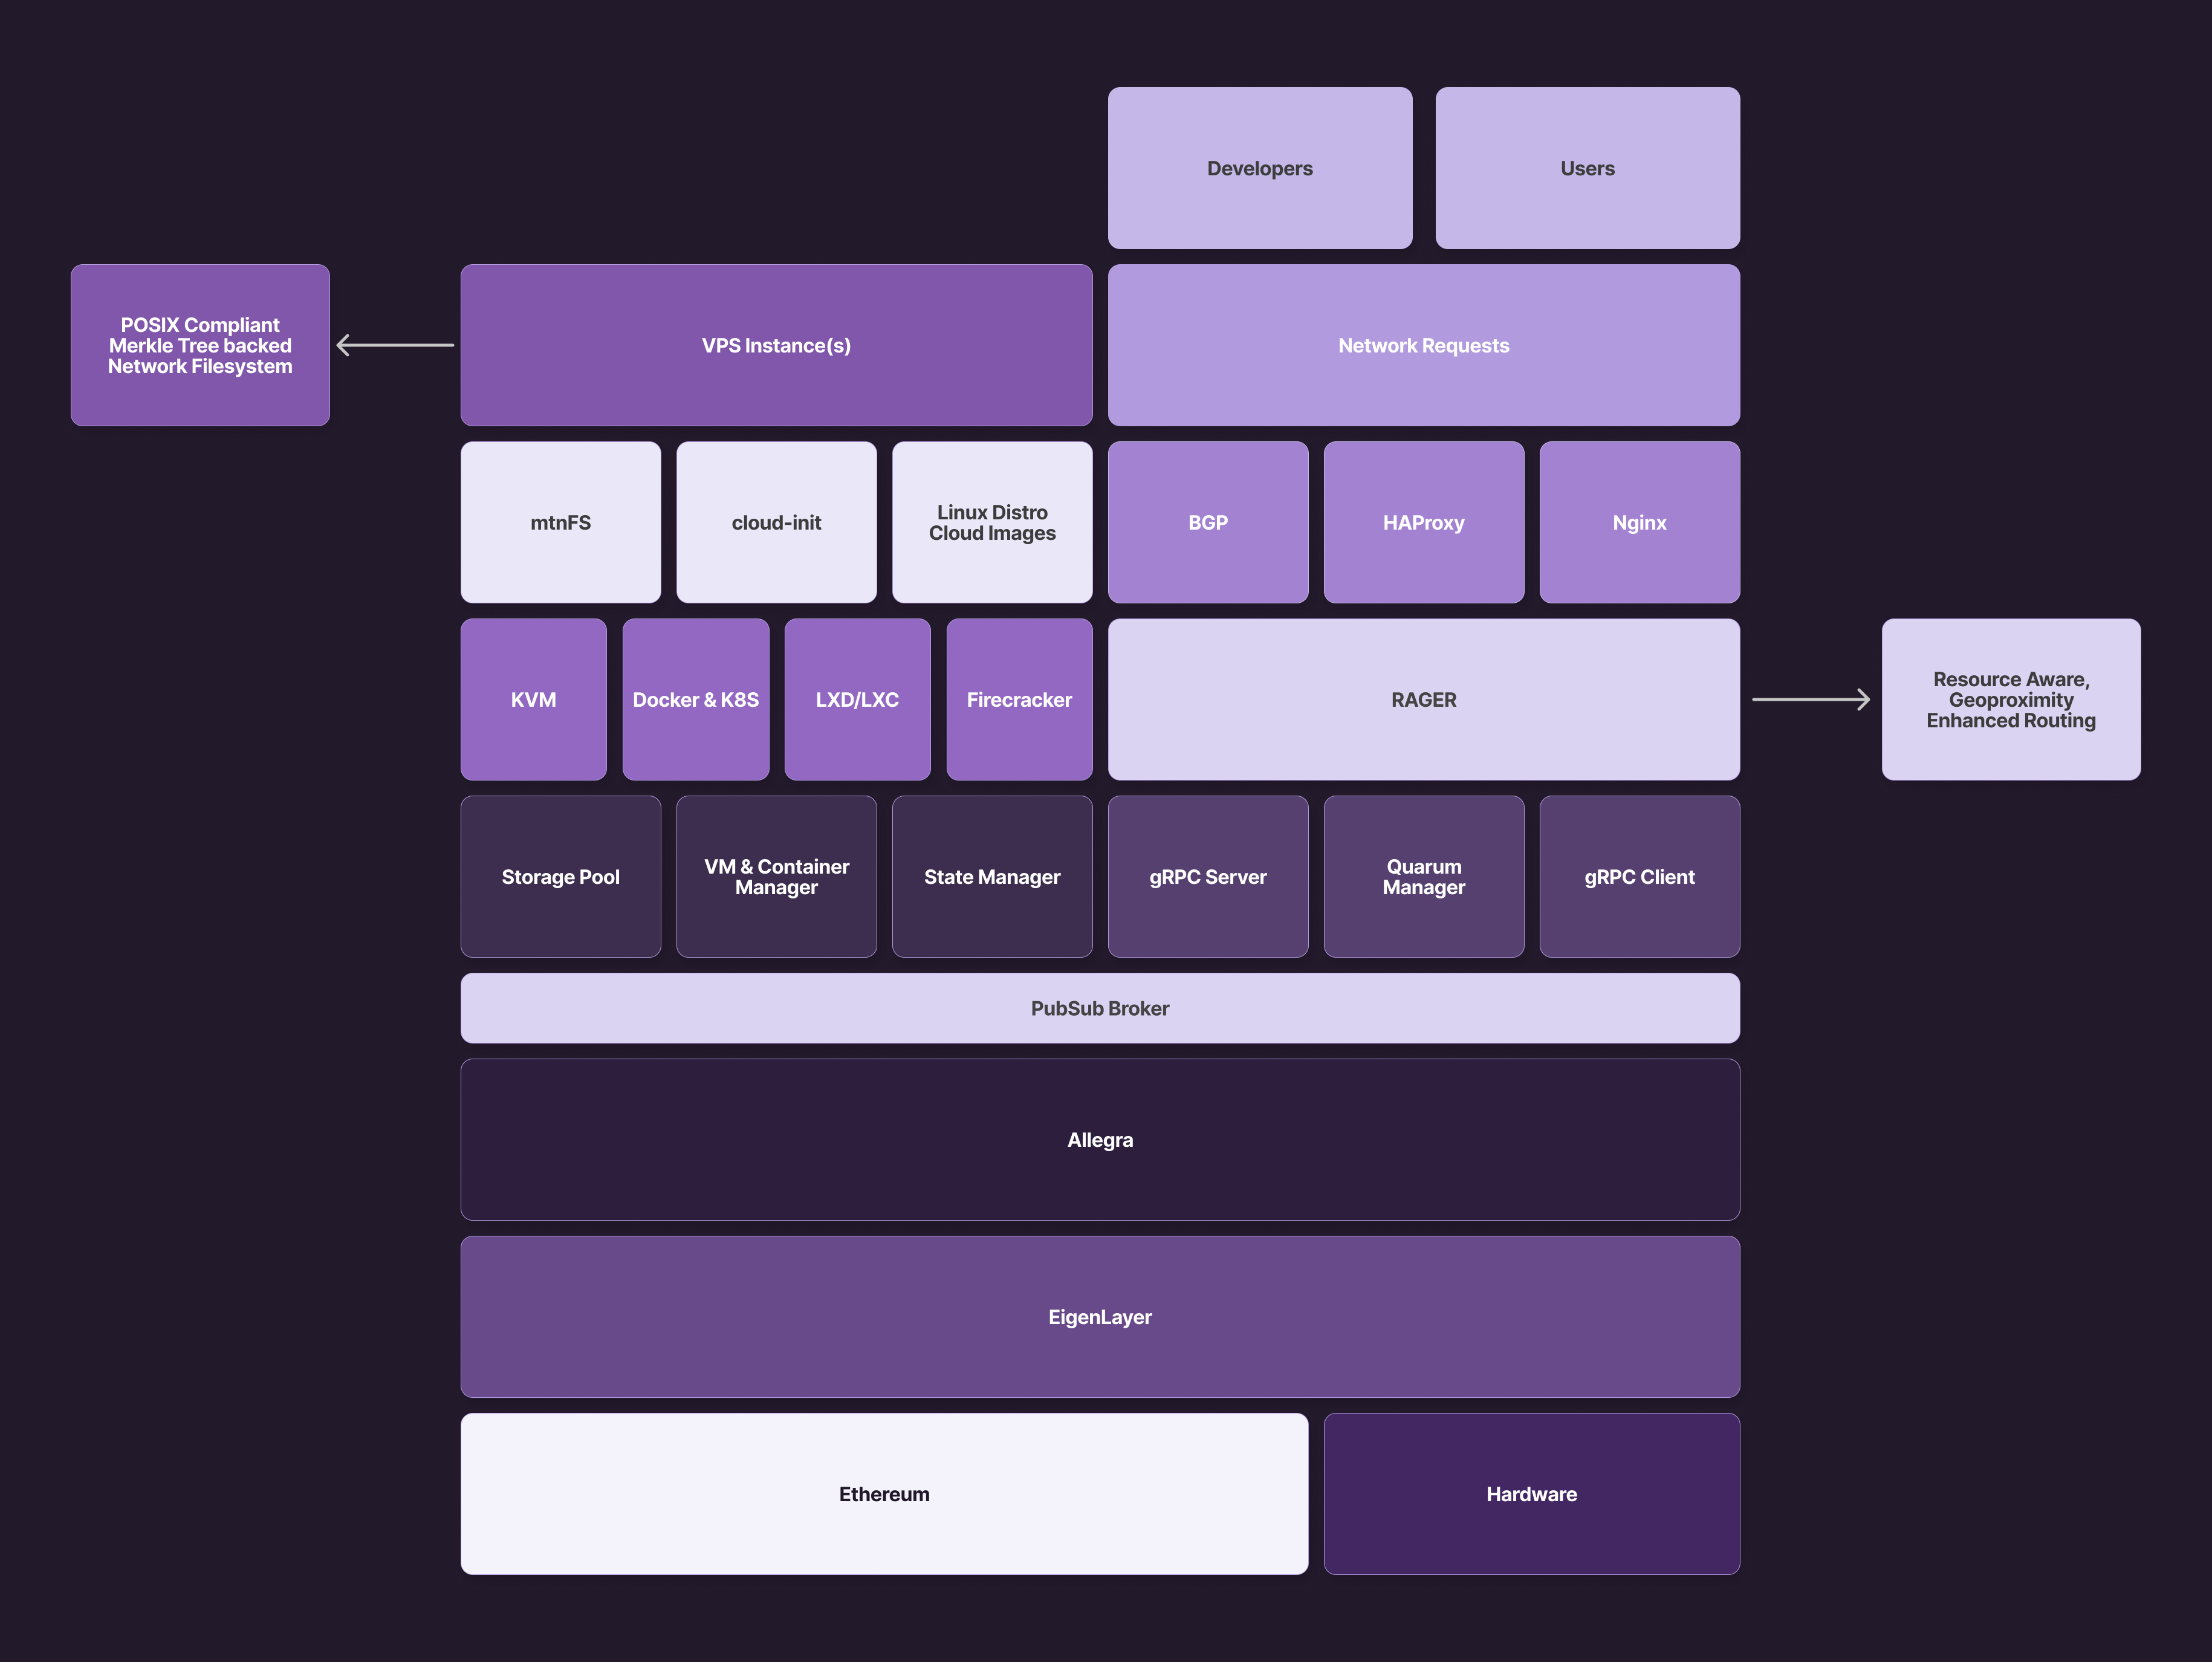 Developers
Users
POSIX Compliant
Merkle Tree backed
Network Filesystem
VPS Instance(s)
Network Requests
mtnFS
cloud-init
Linux Distro
Cloud Images
BGP
HAProxy
Nginx
KVM
Docker & K8S
LXD/LXC
Firecracker
RAGER
Resource Aware,
Geoproximity
Enhanced Routing
Storage Pool
VM & Container
Manager
State Manager
gRPC Server
Quarum
Manager
gRPC Client
PubSub Broker
Allegra
EigenLayer
Ethereum
Hardware